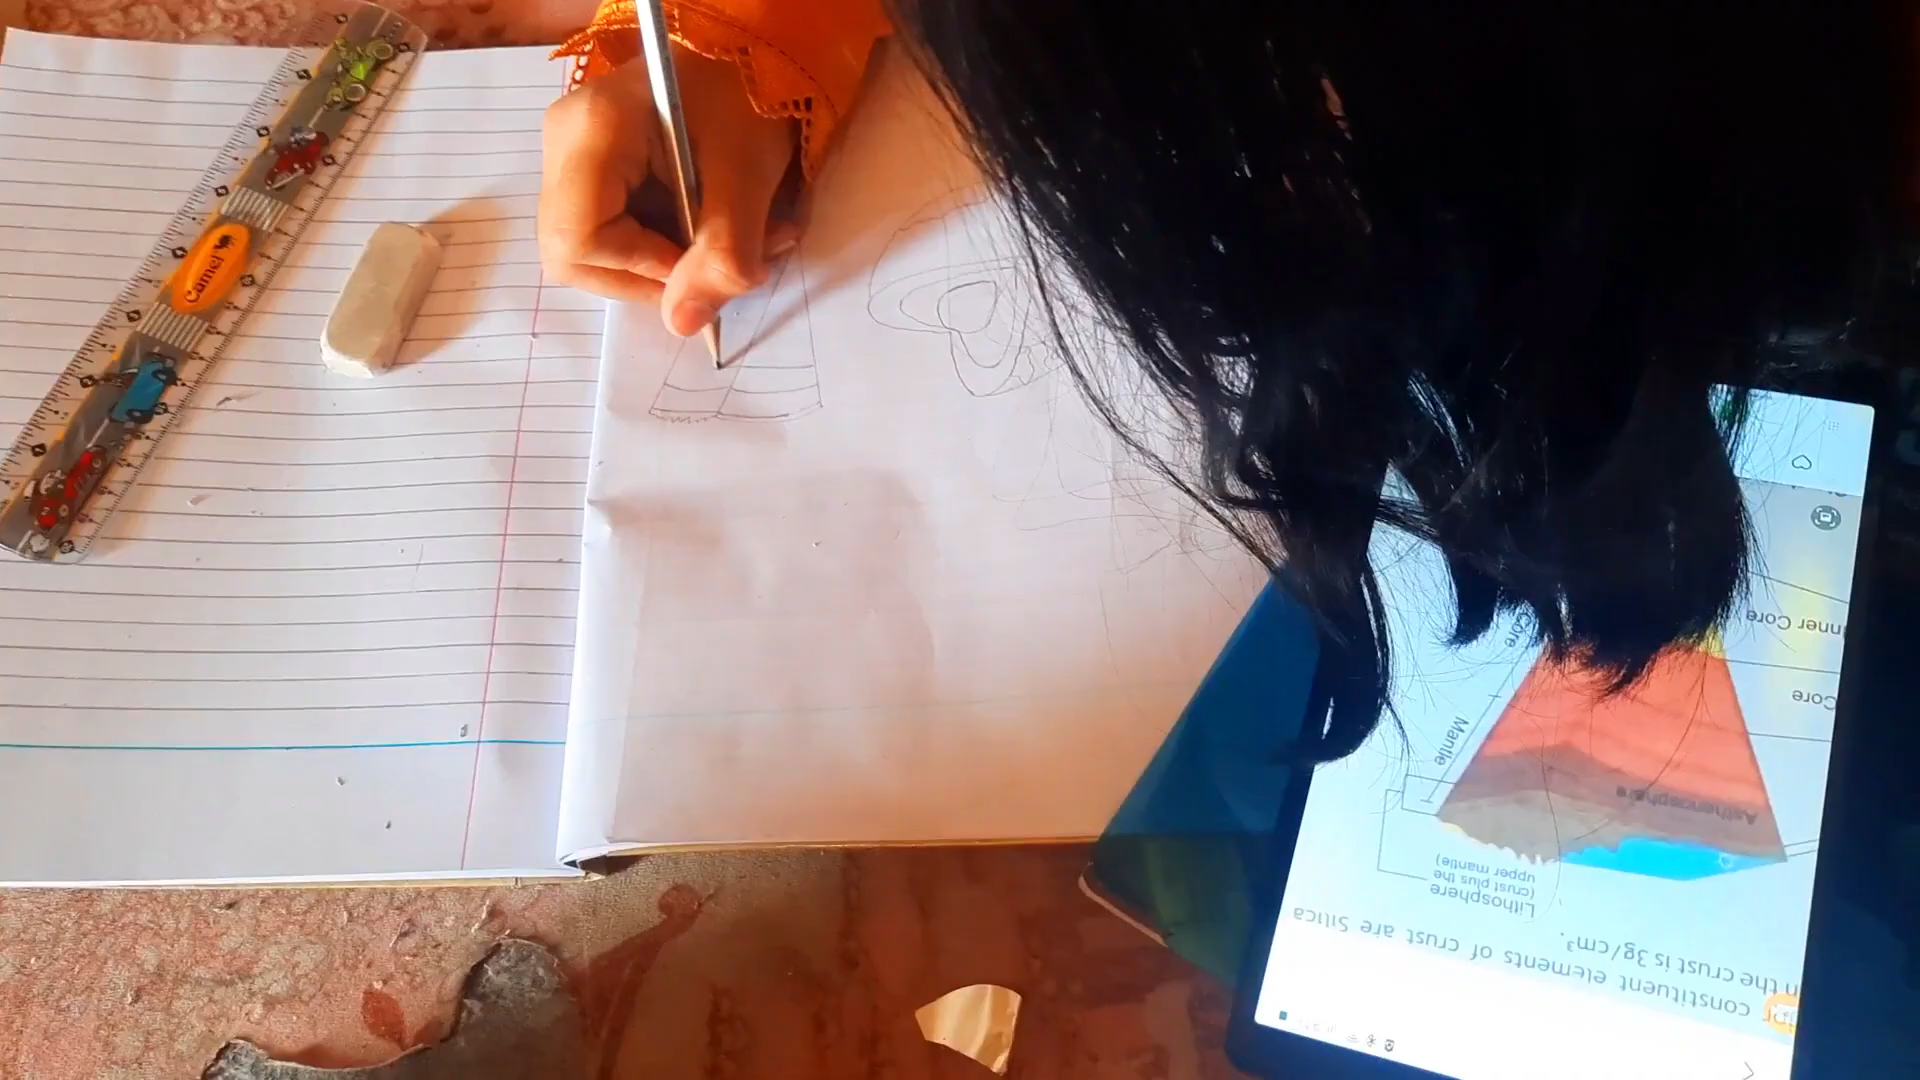 Camel
constituent elements of crust are Silica
the crust is 3g/cm³.
Lithosphere
(crust plus the
upper mantle)
Asthenosphere
Mantle
Core
Core
Inner Core